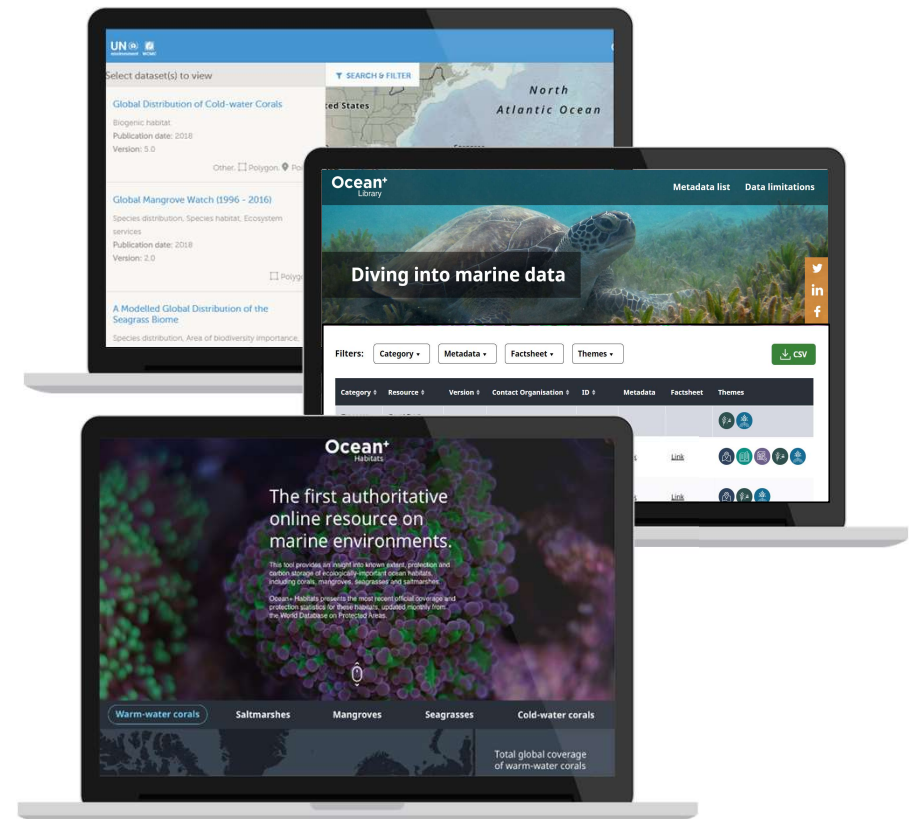 UN
environment WCMC
Select dataset(s) to view
SEARCH & FILTER
Global Distribution of Cold-water Corals
Biogenic habitat
Publication date: 2018
Version: 5.0
Other, Polygon,
Global Mangrove Watch (1996 - 2016)
Species distribution, Species habitat, Ecosystem
services
Publication date: 2018
Version: 2.0
A Modelled Global Distribution of the
Seagrass Biome
Species distribution, Area of biodiversity importance,
North
Atlantic Ocean
ted States
Ocean+
Library
Metadata list Data limitations
Diving into marine data
in
f
Filters: Category Metadata Factsheet Themes CSV
Category Resource Version Contact Organisation ID Metadata Factsheet Themes
Link
Link
Ocean+
Habitats
The first authoritative
online resource on
marine environments.
This tool provides an insight into known extent, protection and
carbon storage of ecologically-important ocean habitats,
including corals, mangroves, seagrasses and saltmarshes.
Ocean+ Habitats presents the most recent official coverage and
protection statistics for these habitats, updated monthly from
the World Database on Protected Areas.
Warm-water corals Saltmarshes Mangroves Seagrasses Cold-water corals
Total global coverage
of warm-water corals